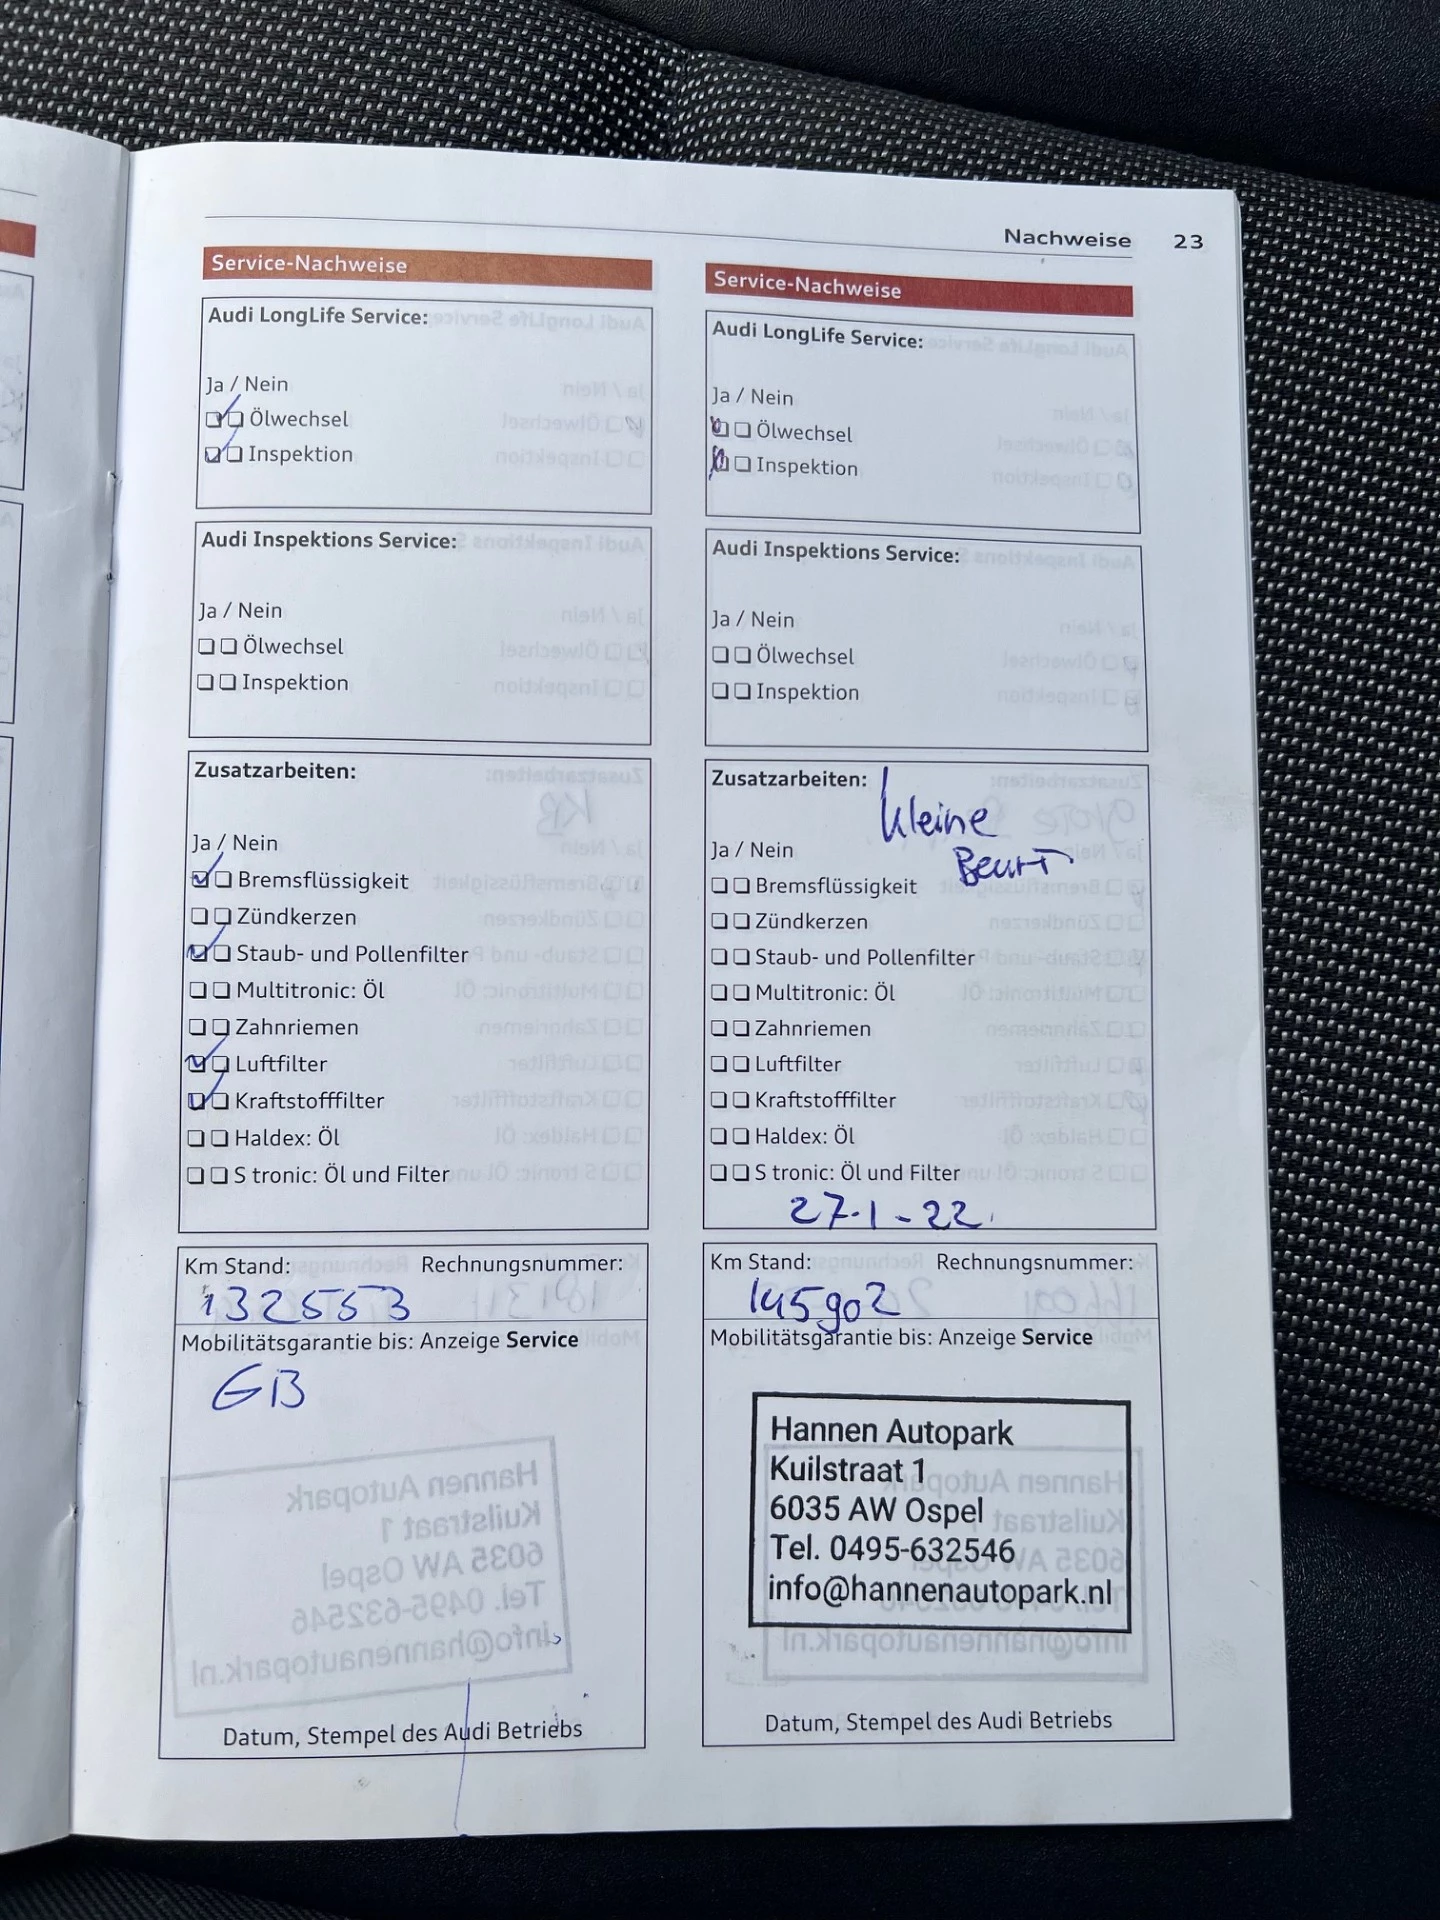 Nachweise 23
Service-Nachweise
Audi LongLife Service:
Ja / Nein
Ölwechsel
Inspektion
Audi Inspektions Service:
Ja / Nein
Ölwechsel
Inspektion
Zusatzarbeiten:
Ja / Nein
Bremsflüssigkeit
Zündkerzen
Staub- und Pollenfilter
Multitronic: Öl
Zahnriemen
Luftfilter
Kraftstofffilter
Haldex: Öl
S tronic: Öl und Filter
Km Stand: Rechnungsnummer:
132553
Mobilitätsgarantie bis: Anzeige Service
GB
Datum, Stempel des Audi Betriebs
Service-Nachweise
Audi LongLife Service:
Ja / Nein
Ölwechsel
Inspektion
Audi Inspektions Service:
Ja / Nein
Ölwechsel
Inspektion
Zusatzarbeiten:
kleine
Beurt
Ja / Nein
Bremsflüssigkeit
Zündkerzen
Staub- und Pollenfilter
Multitronic: Öl
Zahnriemen
Luftfilter
Kraftstofffilter
Haldex: Öl
S tronic: Öl und Filter
27-1-22
Km Stand: Rechnungsnummer:
145902
Mobilitätsgarantie bis: Anzeige Service
Hannen Autopark
Kuilstraat 1
6035 AW Ospel
Tel. 0495-632546
info@hannenautopark.nl
Datum, Stempel des Audi Betriebs